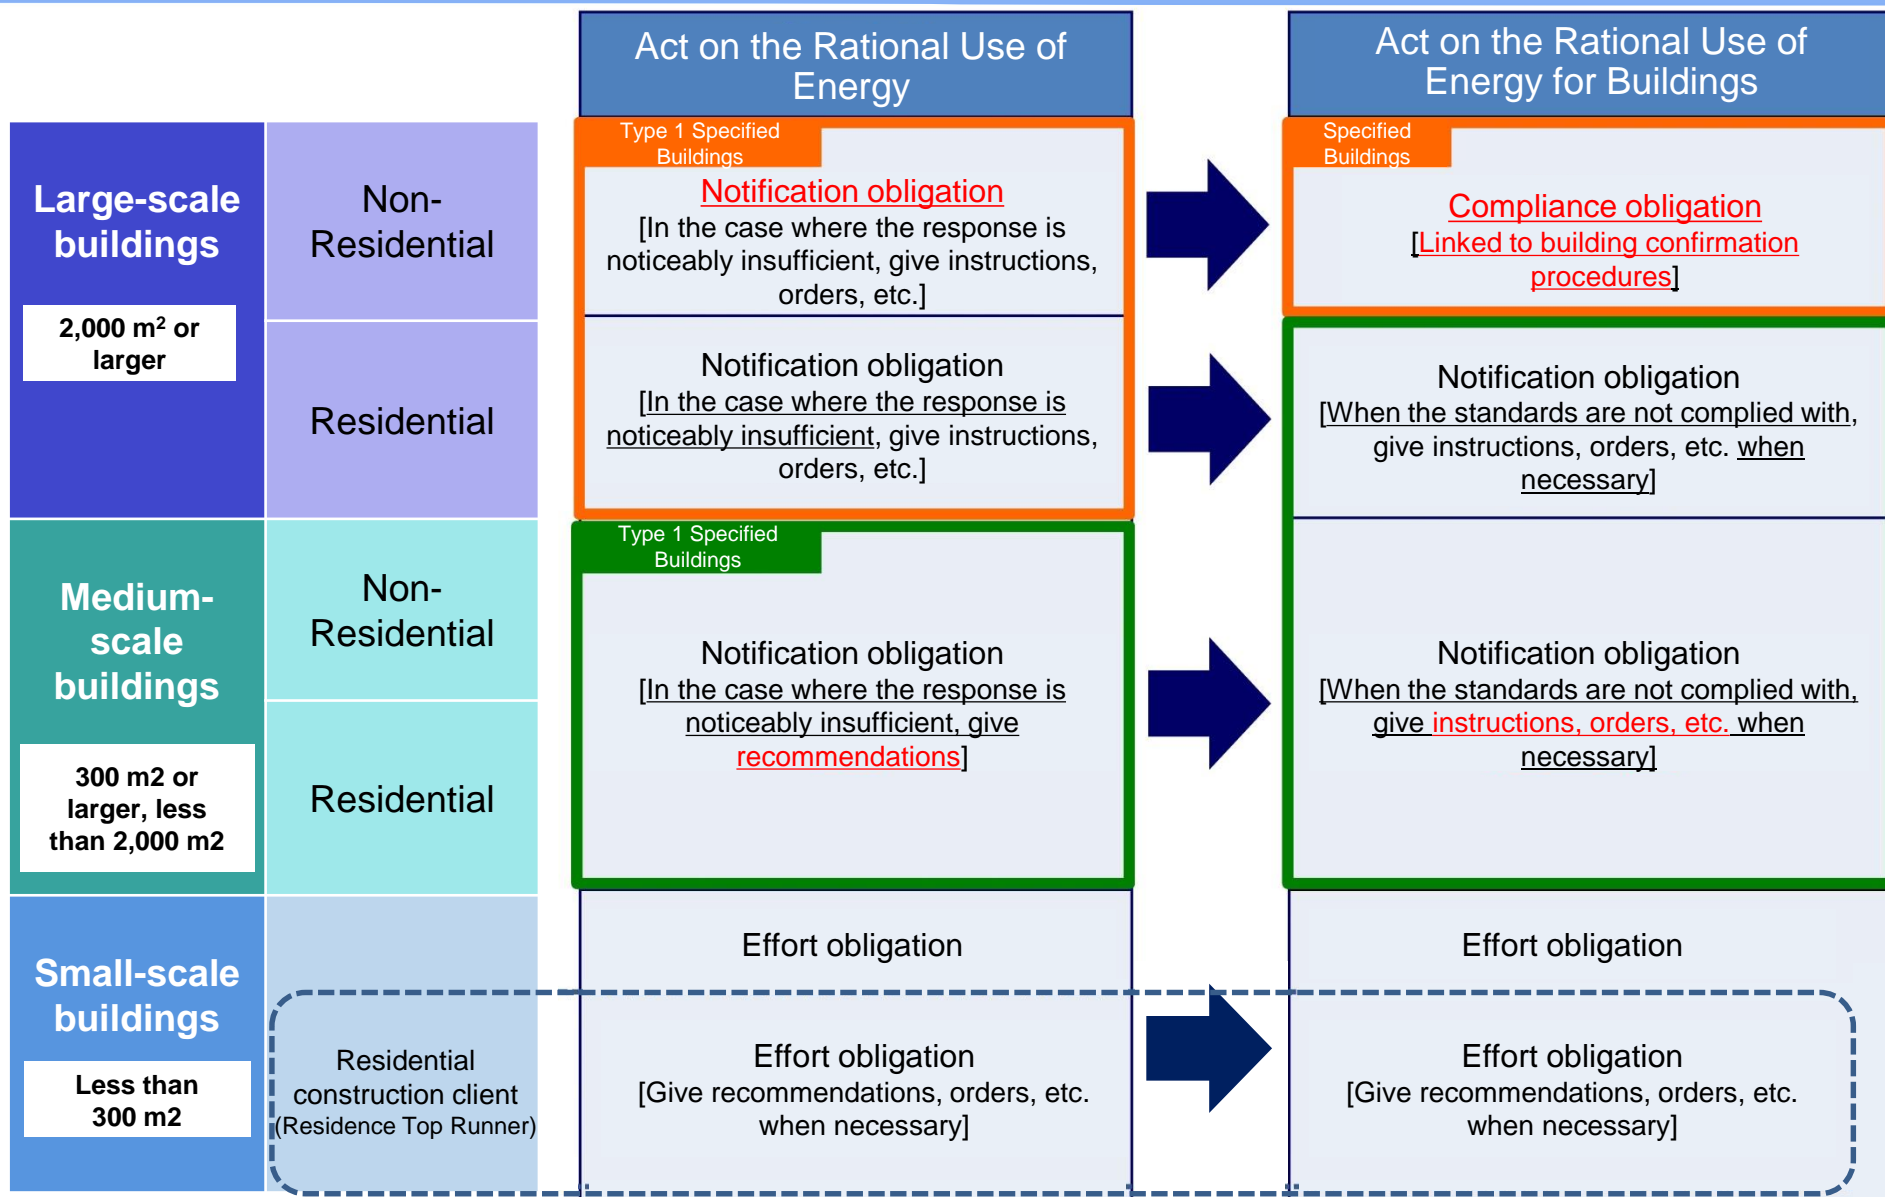 Act on the Rational Use of
Energy
Act on the Rational Use of
Energy for Buildings
Large-scale
buildings
2,000 m² or
larger
Non-
Residential
Type 1 Specified
Buildings
Notification obligation
[In the case where the response is
noticeably insufficient, give instructions,
orders, etc.]
Specified
Buildings
Compliance obligation
[Linked to building confirmation
procedures]
Residential
Notification obligation
[In the case where the response is
noticeably insufficient, give instructions,
orders, etc.]
Notification obligation
[When the standards are not complied with,
give instructions, orders, etc. when
necessary]
Medium-
scale
buildings
300 m2 or
larger, less
than 2,000 m2
Non-
Residential
Residential
Type 1 Specified
Buildings
Notification obligation
[In the case where the response is
noticeably insufficient, give
recommendations]
Notification obligation
[When the standards are not complied with,
give instructions, orders, etc. when
necessary]
Small-scale
buildings
Less than
300 m2
Effort obligation
Effort obligation
Residential
construction client
(Residence Top Runner)
Effort obligation
[Give recommendations, orders, etc.
when necessary]
Effort obligation
[Give recommendations, orders, etc.
when necessary]